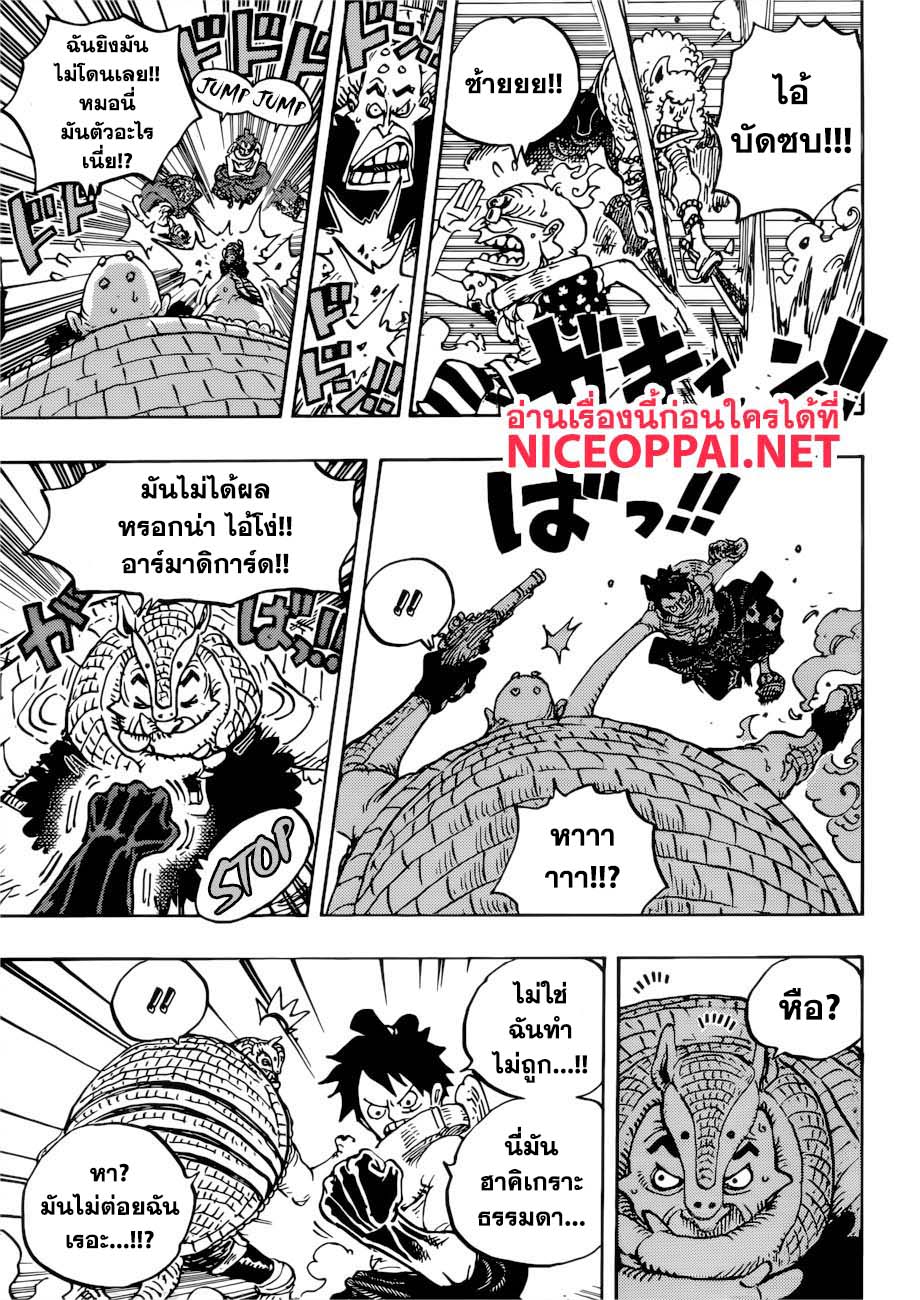 ไอ้
บัดซบ!!!
ซ้ายยย!!
ガキィン!!
ドドド
JUMP JUMP
ドドド
ฉันยิงมัน
ไม่โดนเลย!!
หมอนี่
มันตัวอะไร
เนี่ย!?
อ่านเรื่องนี้ก่อนใครได้ที่
NICEOPPAI.NET
ばっ!!
!!
หาาา
าาา!!?
มันไม่ได้ผล
หรอกน่า ไอ้โง่!!
อาร์มาดิการ์ด!!
STOP
หือ?
ไม่ใช่
ฉันทำ
ไม่ถูก...!!
นี่มัน
ฮาคิเกราะ
ธรรมดา...
!!
หา?
มันไม่ต่อยฉัน
เรอะ...!!?